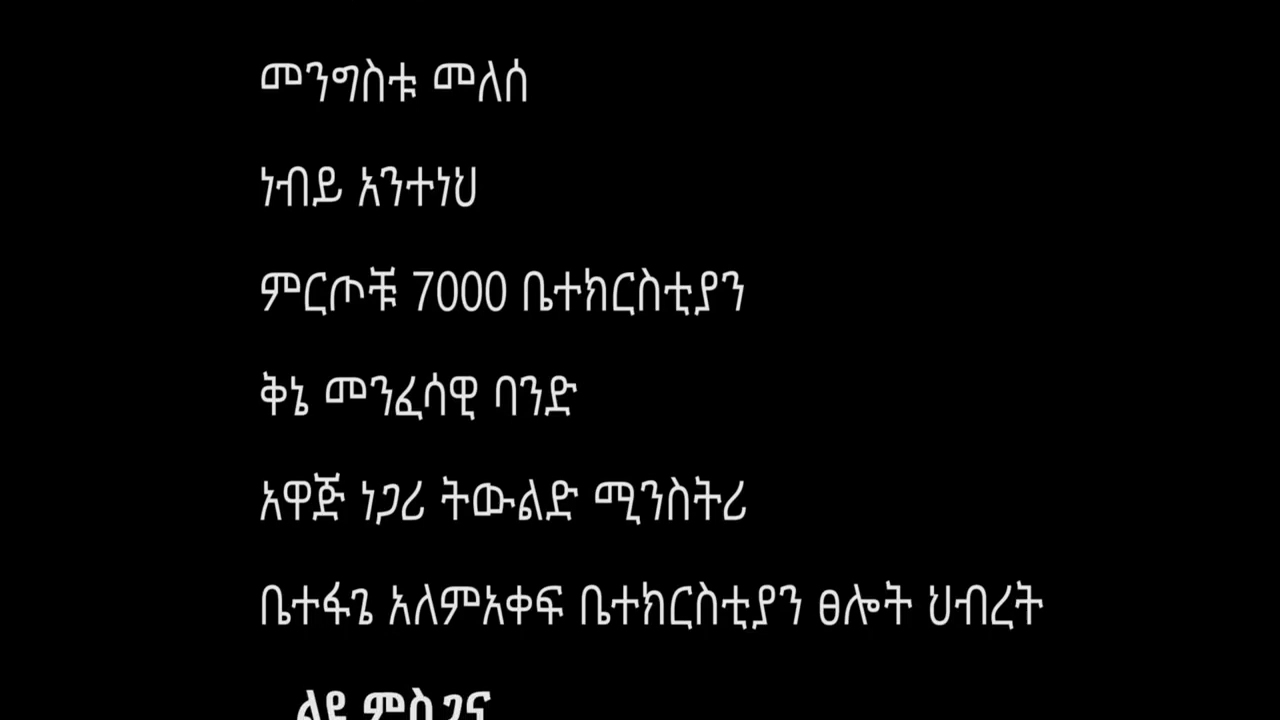 መንግስቱ መለሰ
ነብይ አንተነህ
ምርጦቹ 7000 ቤተክርስቲያን
ቅኔ መንፈሳዊ ባንድ
አዋጅ ነጋሪ ትውልድ ሚንስትሪ
ቤተፋጌ አለምአቀፍ ቤተክርስቲያን ፀሎት ህብረት
ልዩ ምስጋና